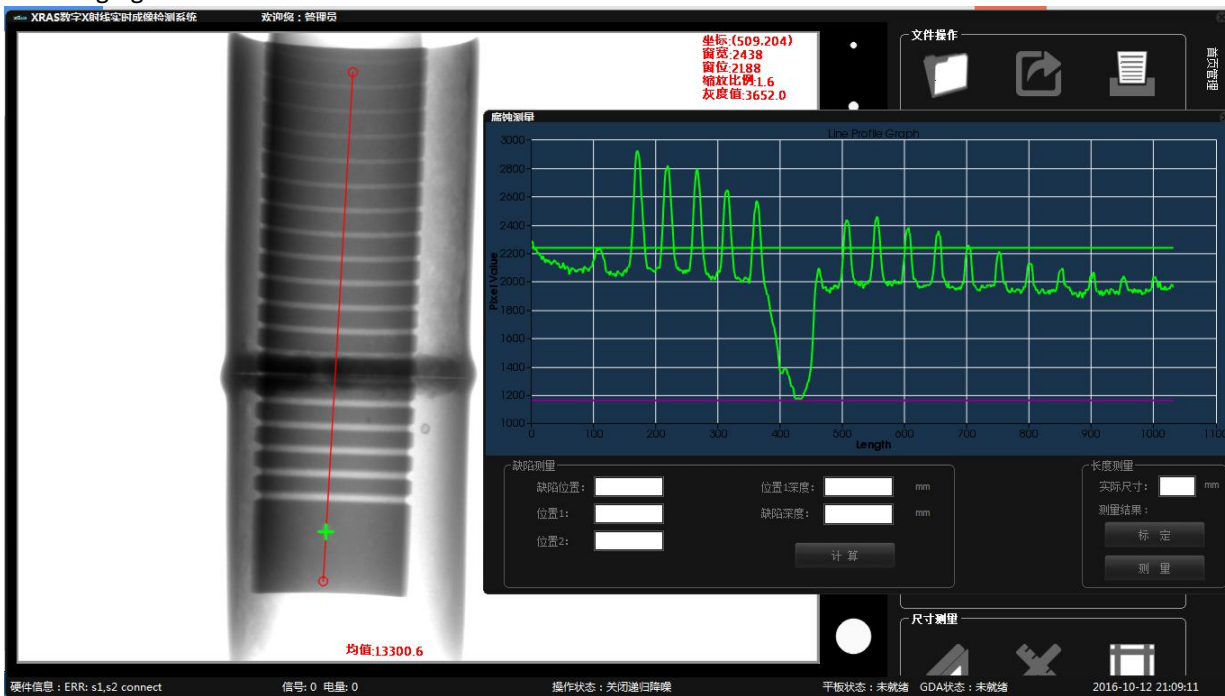 XRAS数字X射线实时成像检测系统 欢迎您：管理员
坐标:(509.204)
窗宽:2438
窗位:2188
缩放比例:1.6
灰度值:3652.0
文件操作
首页管理
腐蚀测量
Line Profile Graph
3000
2800
2600
2400
2200
2000
1800
1600
1400
1200
1000
Pixel Value
0 100 200 300 400 500 600 700 800 900 1000 1100
Length
缺陷测量
缺陷位置：
位置1：
位置2：
位置1深度： mm
缺陷深度： mm
计 算
长度测量
实际尺寸： mm
测量结果：
标 定
测 量
尺寸测量
均值:13300.6
硬件信息：ERR: s1,s2 connect 信号: 0 电量: 0 操作状态：关闭递归降噪 平板状态：未就绪 GDA状态：未就绪 2016-10-12 21:09:11